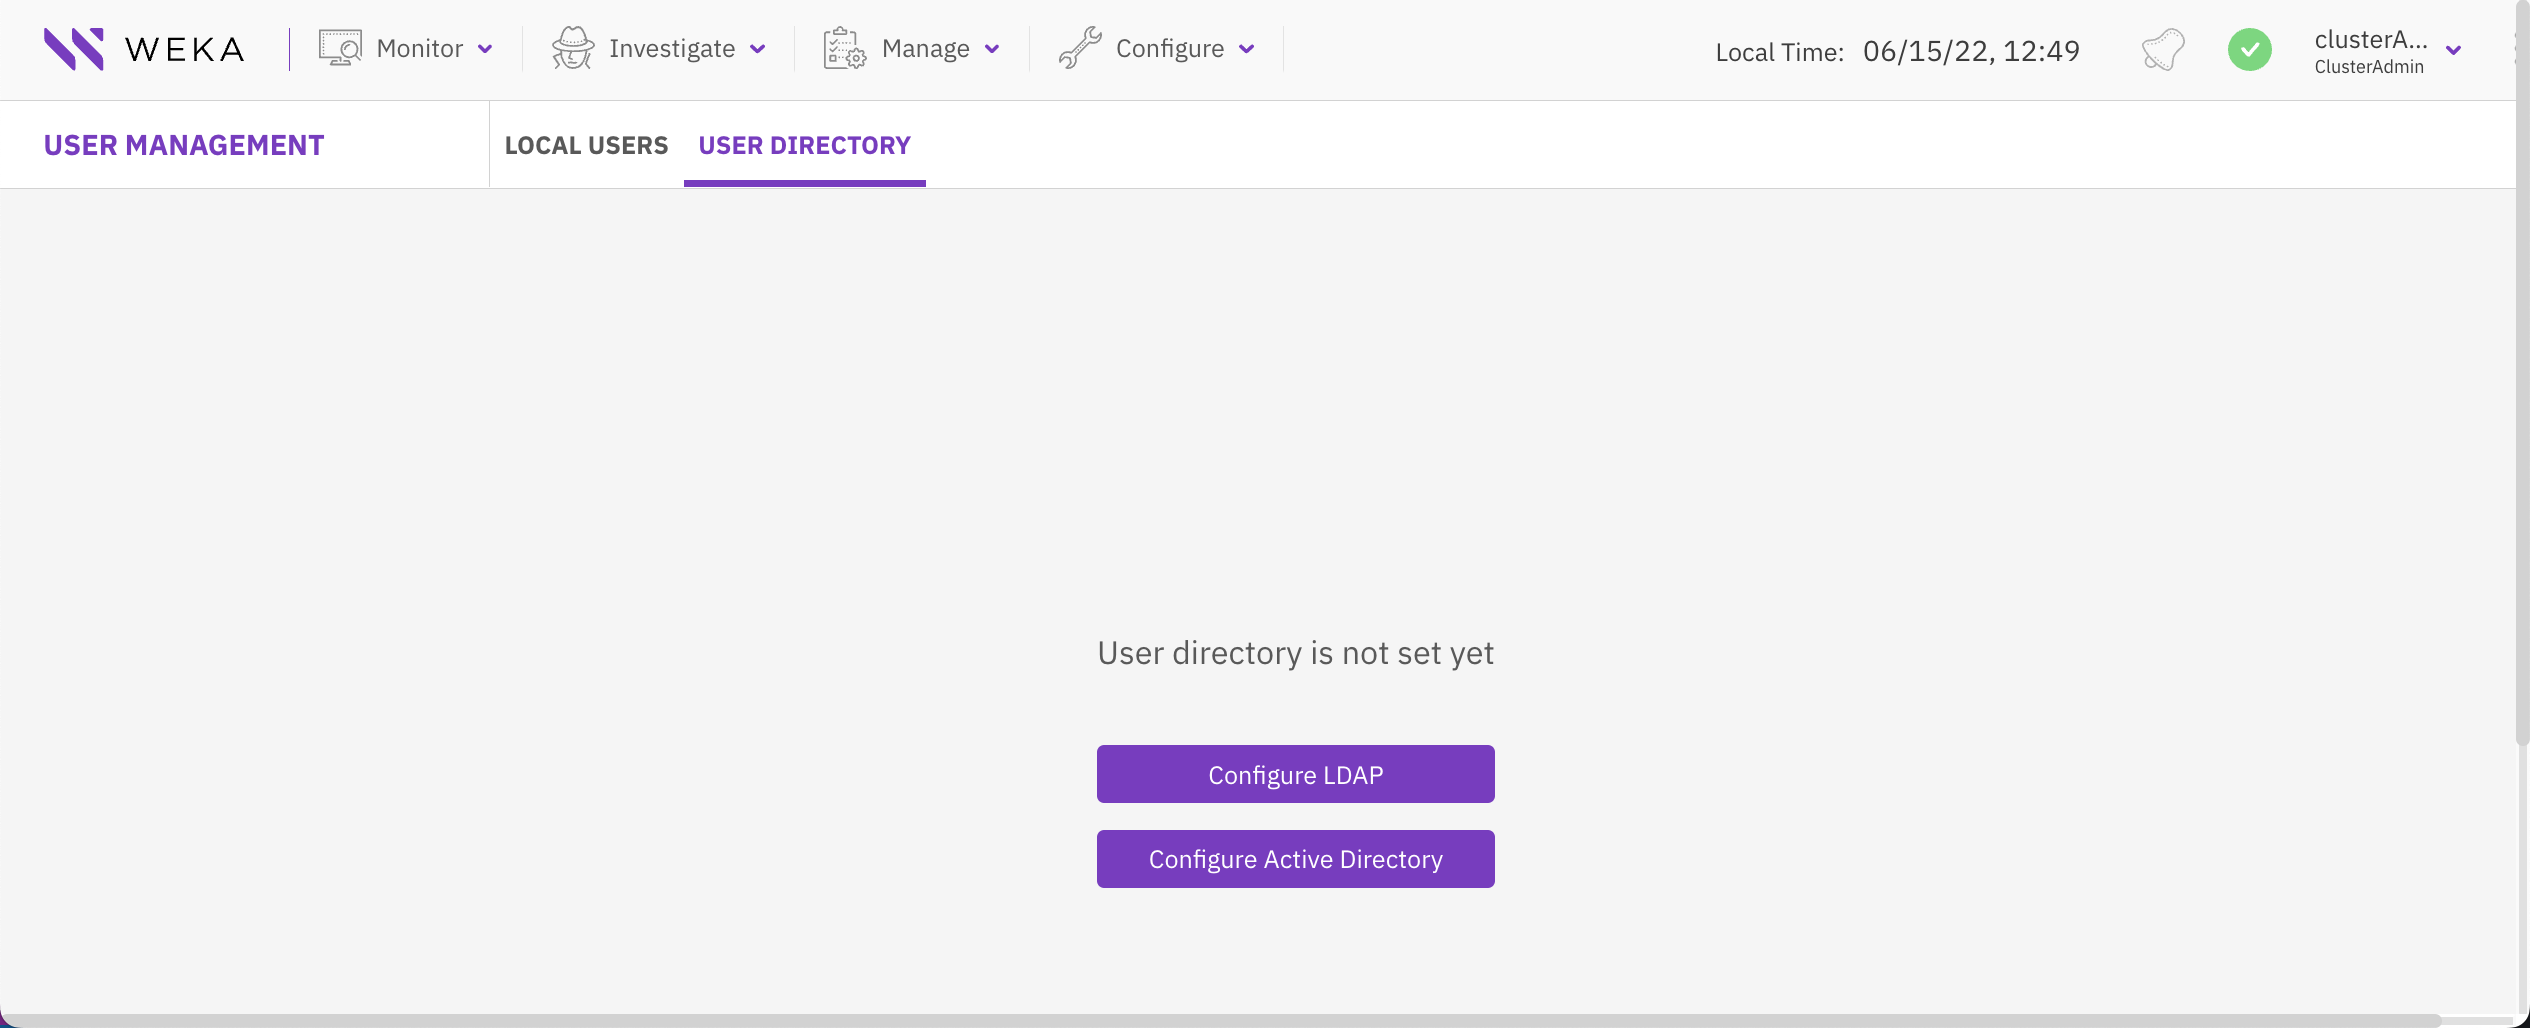 WEKA
Monitor
Investigate
Manage
Configure
Local Time: 06/15/22, 12:49
clusterA...
ClusterAdmin
USER MANAGEMENT
LOCAL USERS
USER DIRECTORY
User directory is not set yet
Configure LDAP
Configure Active Directory